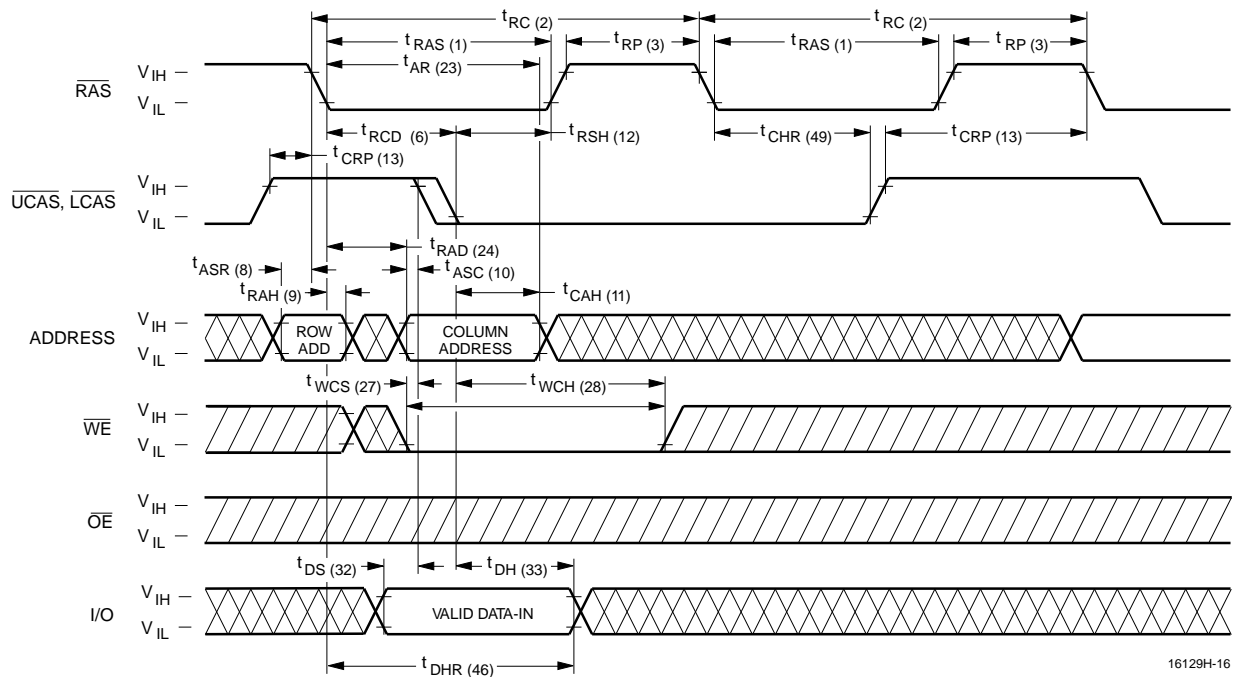 t RC (2) t RC (2)
t RAS (1) t RP (3) t RAS (1) t RP (3)
t AR (23)
RAS V IH
V IL
t RCD (6) t RSH (12) t CHR (49) t CRP (13)
t CRP (13)
UCAS, LCAS V IH
V IL
t RAD (24)
t ASR (8) t ASC (10)
t RAH (9) t CAH (11)
ADDRESS V IH
V IL
ROW ADD
COLUMN ADDRESS
t WCS (27) t WCH (28)
WE V IH
V IL
OE V IH
V IL
t DS (32) t DH (33)
I/O V IH
V IL
VALID DATA-IN
t DHR (46)
16129H-16